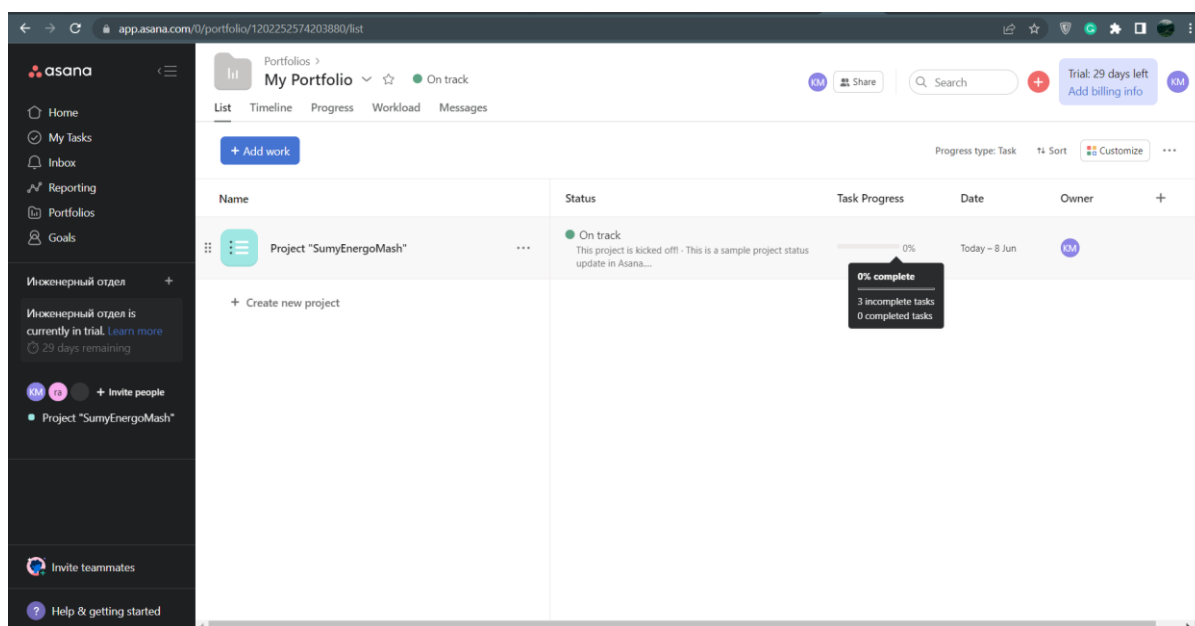 app.asana.com/0/portfolio/1202252574203880/list
asana
Home
My Tasks
Inbox
Reporting
Portfolios
Goals
Инженерный отдел +
Инженерный отдел is
currently in trial. Learn more
29 days remaining
KM ra + Invite people
Project "SumyEnergoMash"
Invite teammates
? Help & getting started
Portfolios >
My Portfolio On track
KM Share Search + Trial: 29 days left
Add billing info KM
List Timeline Progress Workload Messages
+ Add work Progress type: Task Sort Customize ...
Name Status Task Progress Date Owner +
Project "SumyEnergoMash" ... On track
This project is kicked off! - This is a sample project status
update in Asana....
0% Today – 8 Jun KM
0% complete
3 incomplete tasks
0 completed tasks
+ Create new project